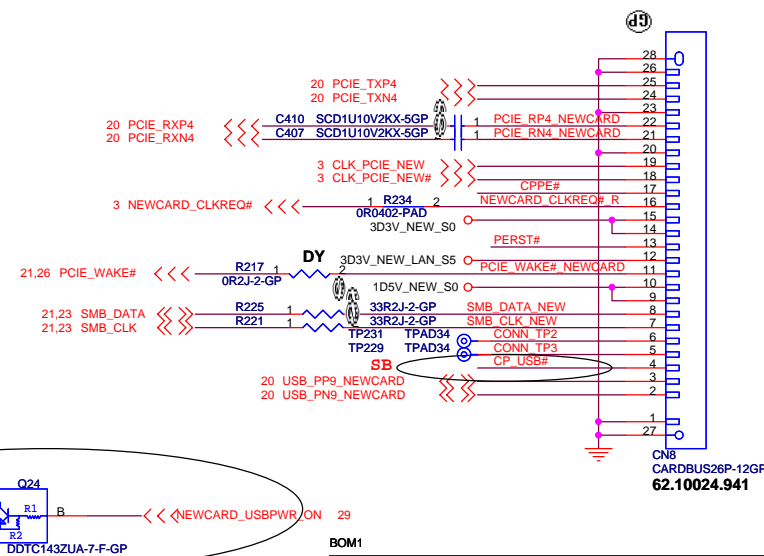 GP
28
26
20 PCIE_TXP4 25
20 PCIE_TXN4 24
23
20 PCIE_RXP4 C410 SCD1U10V2KX-5GP 1 PCIE_RP4_NEWCARD 22
20 PCIE_RXN4 C407 SCD1U10V2KX-5GP 1 PCIE_RN4_NEWCARD 21
20
3 CLK_PCIE_NEW 19
3 CLK_PCIE_NEW# 18
CPPE# 17
3 NEWCARD_CLKREQ# 1 R234 2 NEWCARD_CLKREQ#_R 16
0R0402-PAD
3D3V_NEW_S0 15
14
PERST# 13
DY 3D3V_NEW_LAN_S5 12
21,26 PCIE_WAKE# R217 1 2 PCIE_WAKE#_NEWCARD 11
0R2J-2-GP 1D5V_NEW_S0 10
9
21,23 SMB_DATA R225 1 33R2J-2-GP SMB_DATA_NEW 8
21,23 SMB_CLK R221 1 33R2J-2-GP SMB_CLK_NEW 7
TP231 TPAD34 CONN_TP2 6
TP229 TPAD34 CONN_TP3 5
SB CP_USB# 4
20 USB_PP9_NEWCARD 3
20 USB_PN9_NEWCARD 2
1
27
CN8
CARDBUS26P-12GP
62.10024.941
Q24
R1 B NEWCARD_USBPWR_ON 29
R2
DDTC143ZUA-7-F-GP
BOM1